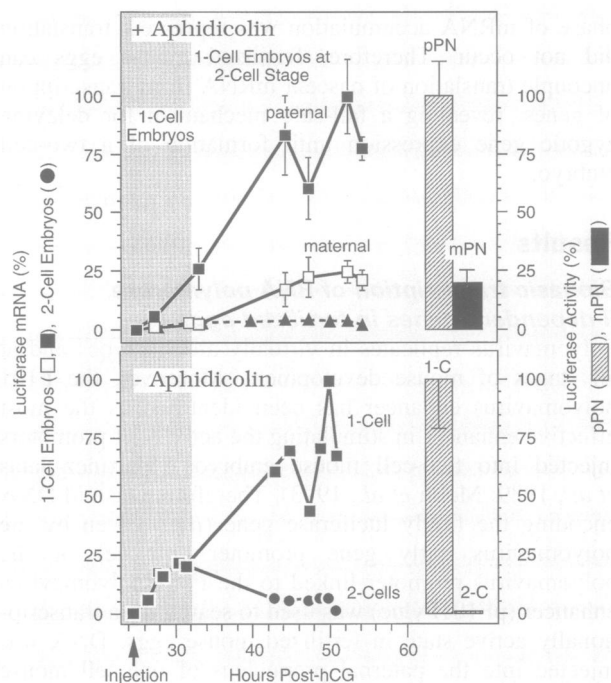 + Aphidicolin
1-Cell Embryos at
2-Cell Stage
1-Cell
Embryos
paternal
maternal
pPN
mPN
100
75
50
25
0
100
75
50
25
0
Luciferase mRNA (%)
1-Cell Embryos (□, ■), 2-Cell Embryos (●)
Luciferase Activity (%)
pPN ( ), mPN ( )
- Aphidicolin
1-Cell
2-Cells
1-C
2-C
100
75
50
25
0
100
75
50
25
0
30
40
50
60
Injection
Hours Post-hCG